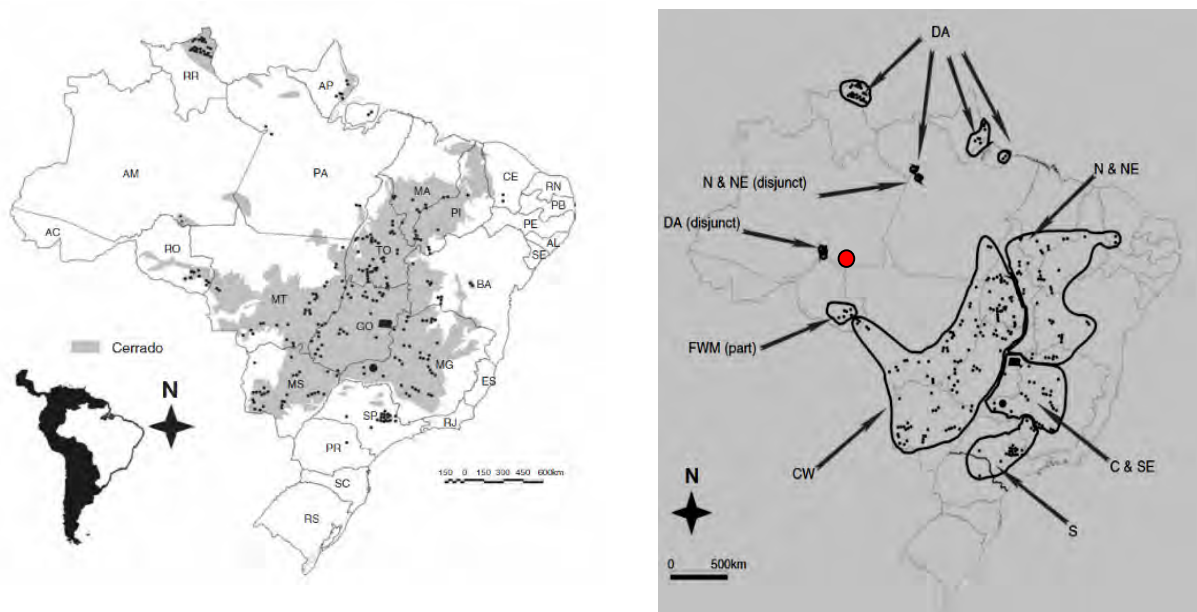 RR
AP
AM
PA
MA
CE
RN
PB
PI
PE
AC
AL
SE
RO
TO
BA
MT
GO
Cerrado
MG
MS
ES
N
SP
RJ
PR
150 0 150 300 450 600km
SC
RS
DA
N & NE (disjunct)
N & NE
DA (disjunct)
FWM (part)
CW
C & SE
N
S
0 500km